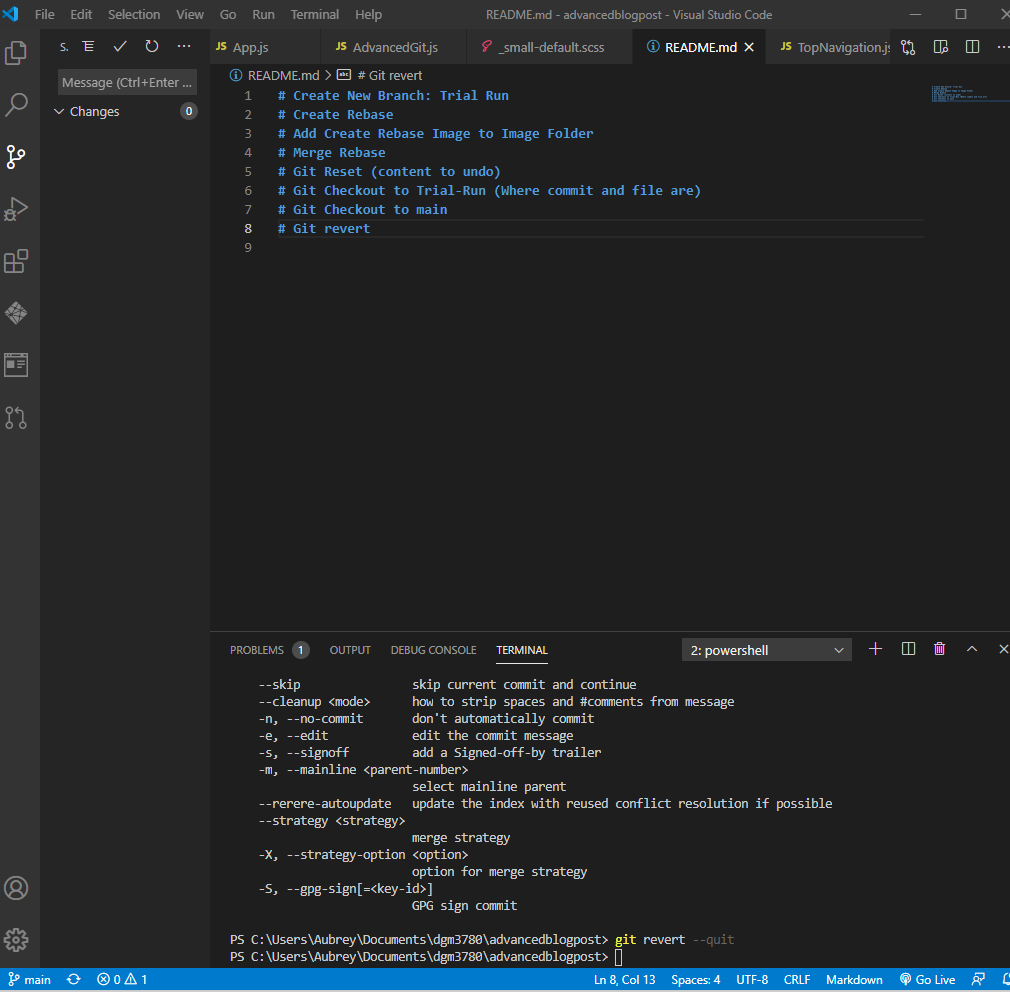 File Edit Selection View Go Run Terminal Help README.md - advancedblogpost - Visual Studio Code
S.
JS App.js JS AdvancedGit.js _small-default.scss README.md JS TopNavigation.js
Message (Ctrl+Enter ...
Changes 0
README.md > abc # Git revert
1 # Create New Branch: Trial Run
2 # Create Rebase
3 # Add Create Rebase Image to Image Folder
4 # Merge Rebase
5 # Git Reset (content to undo)
6 # Git Checkout to Trial-Run (Where commit and file are)
7 # Git Checkout to main
8 # Git revert
9
PROBLEMS 1 OUTPUT DEBUG CONSOLE TERMINAL 2: powershell
--skip skip current commit and continue
--cleanup <mode> how to strip spaces and #comments from message
-n, --no-commit don't automatically commit
-e, --edit edit the commit message
-s, --signoff add a Signed-off-by trailer
-m, --mainline <parent-number>
select mainline parent
--rerere-autoupdate update the index with reused conflict resolution if possible
--strategy <strategy>
merge strategy
-X, --strategy-option <option>
option for merge strategy
-S, --gpg-sign[=<key-id>]
GPG sign commit
PS C:\Users\Aubrey\Documents\dgm3780\advancedblogpost> git revert --quit
PS C:\Users\Aubrey\Documents\dgm3780\advancedblogpost>
main 0 1 Ln 8, Col 13 Spaces: 4 UTF-8 CRLF Markdown Go Live